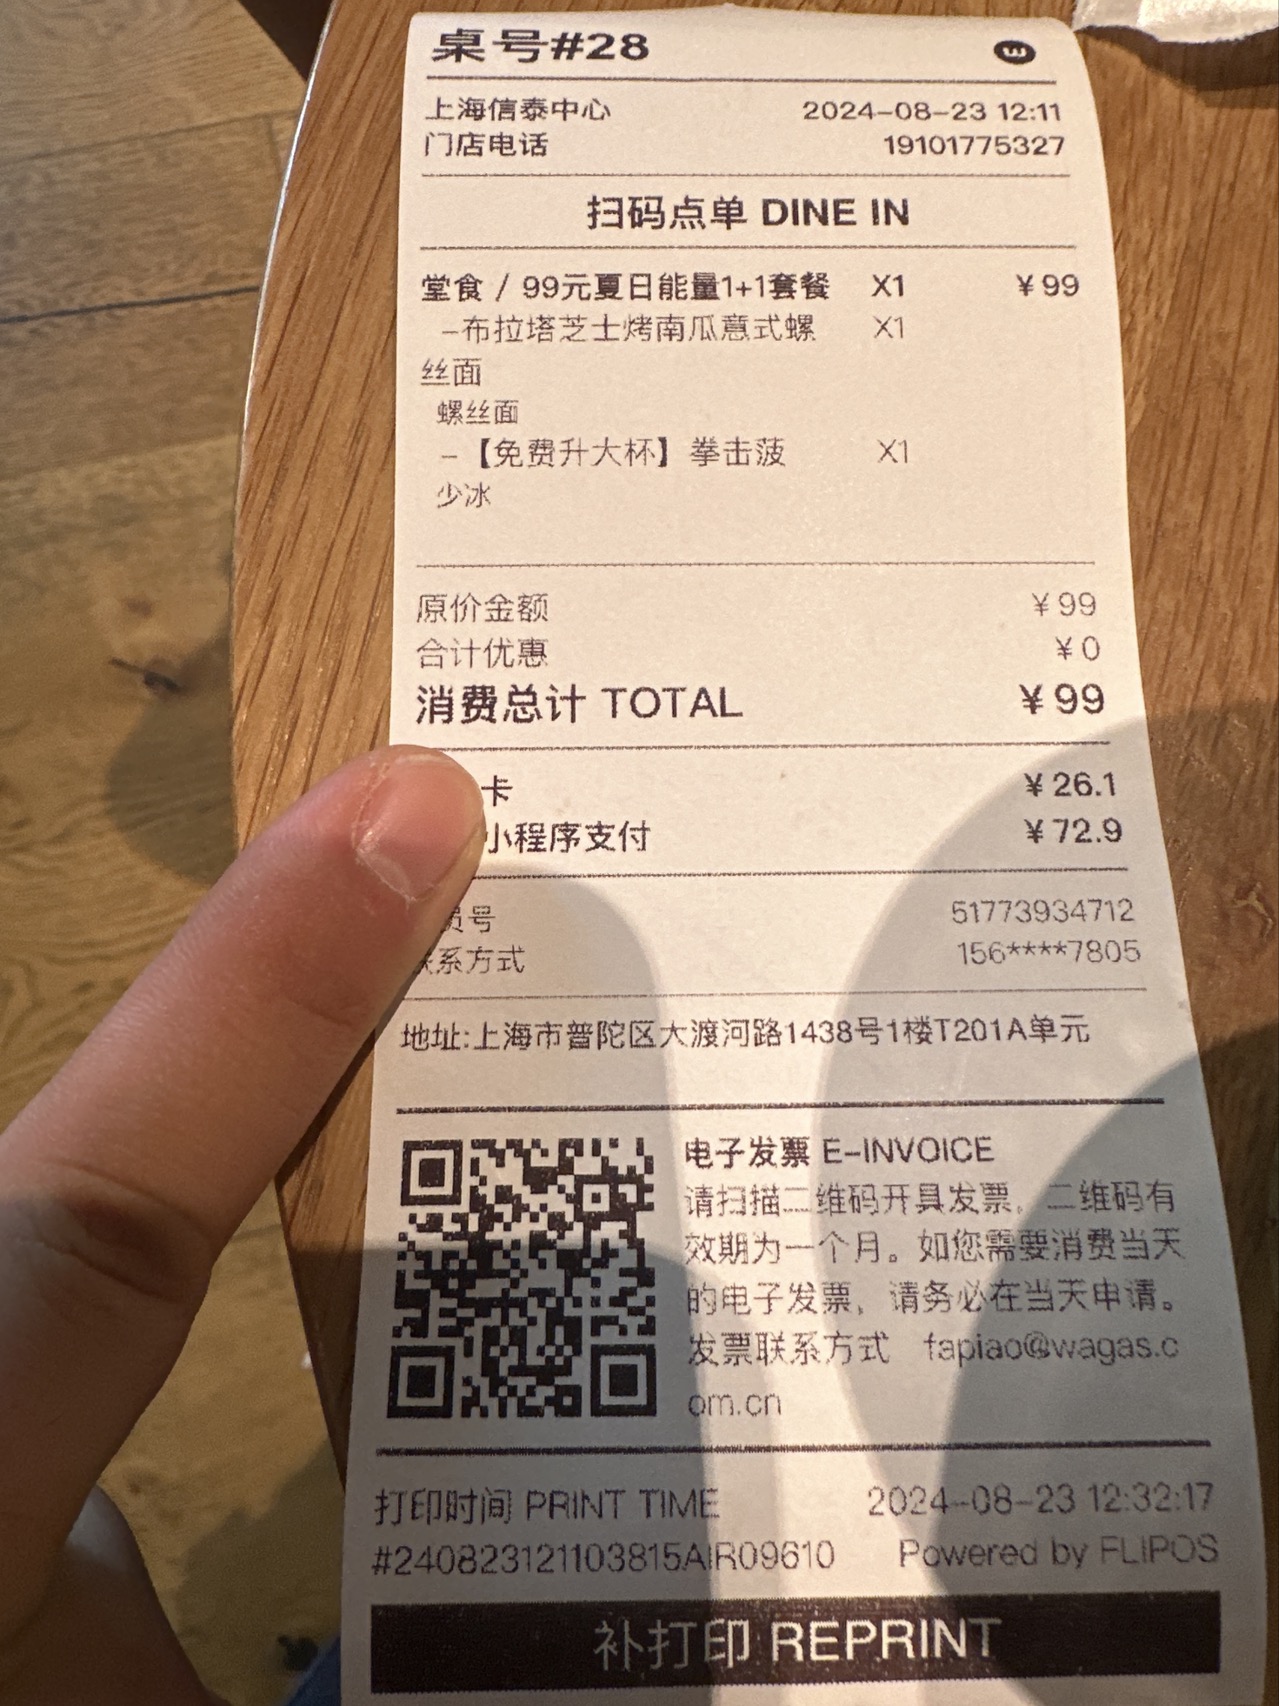 桌号#28
上海信泰中心 2024-08-23 12:11
门店电话 19101775327
扫码点单 DINE IN
堂食 / 99元夏日能量1+1套餐 X1 ¥99
-布拉塔芝士烤南瓜意式螺 X1
丝面
螺丝面
-【免费升大杯】拳击菠 X1
少冰
原价金额 ¥99
合计优惠 ¥0
消费总计 TOTAL ¥99
卡 ¥26.1
小程序支付 ¥72.9
员号 51773934712
联系方式 156****7805
地址:上海市普陀区大渡河路1438号1楼T201A单元
电子发票 E-INVOICE
请扫描二维码开具发票，二维码有
效期为一个月。如您需要消费当天
的电子发票，请务必在当天申请。
发票联系方式 fapiao@wagas.c
om.cn
打印时间 PRINT TIME 2024-08-23 12:32:17
#240823121103815AIR09610 Powered by FLIPOS
补打印 REPRINT